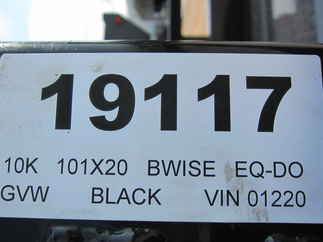 19117
10K 101X20 BWISE EQ-DO
GVW BLACK VIN 01220